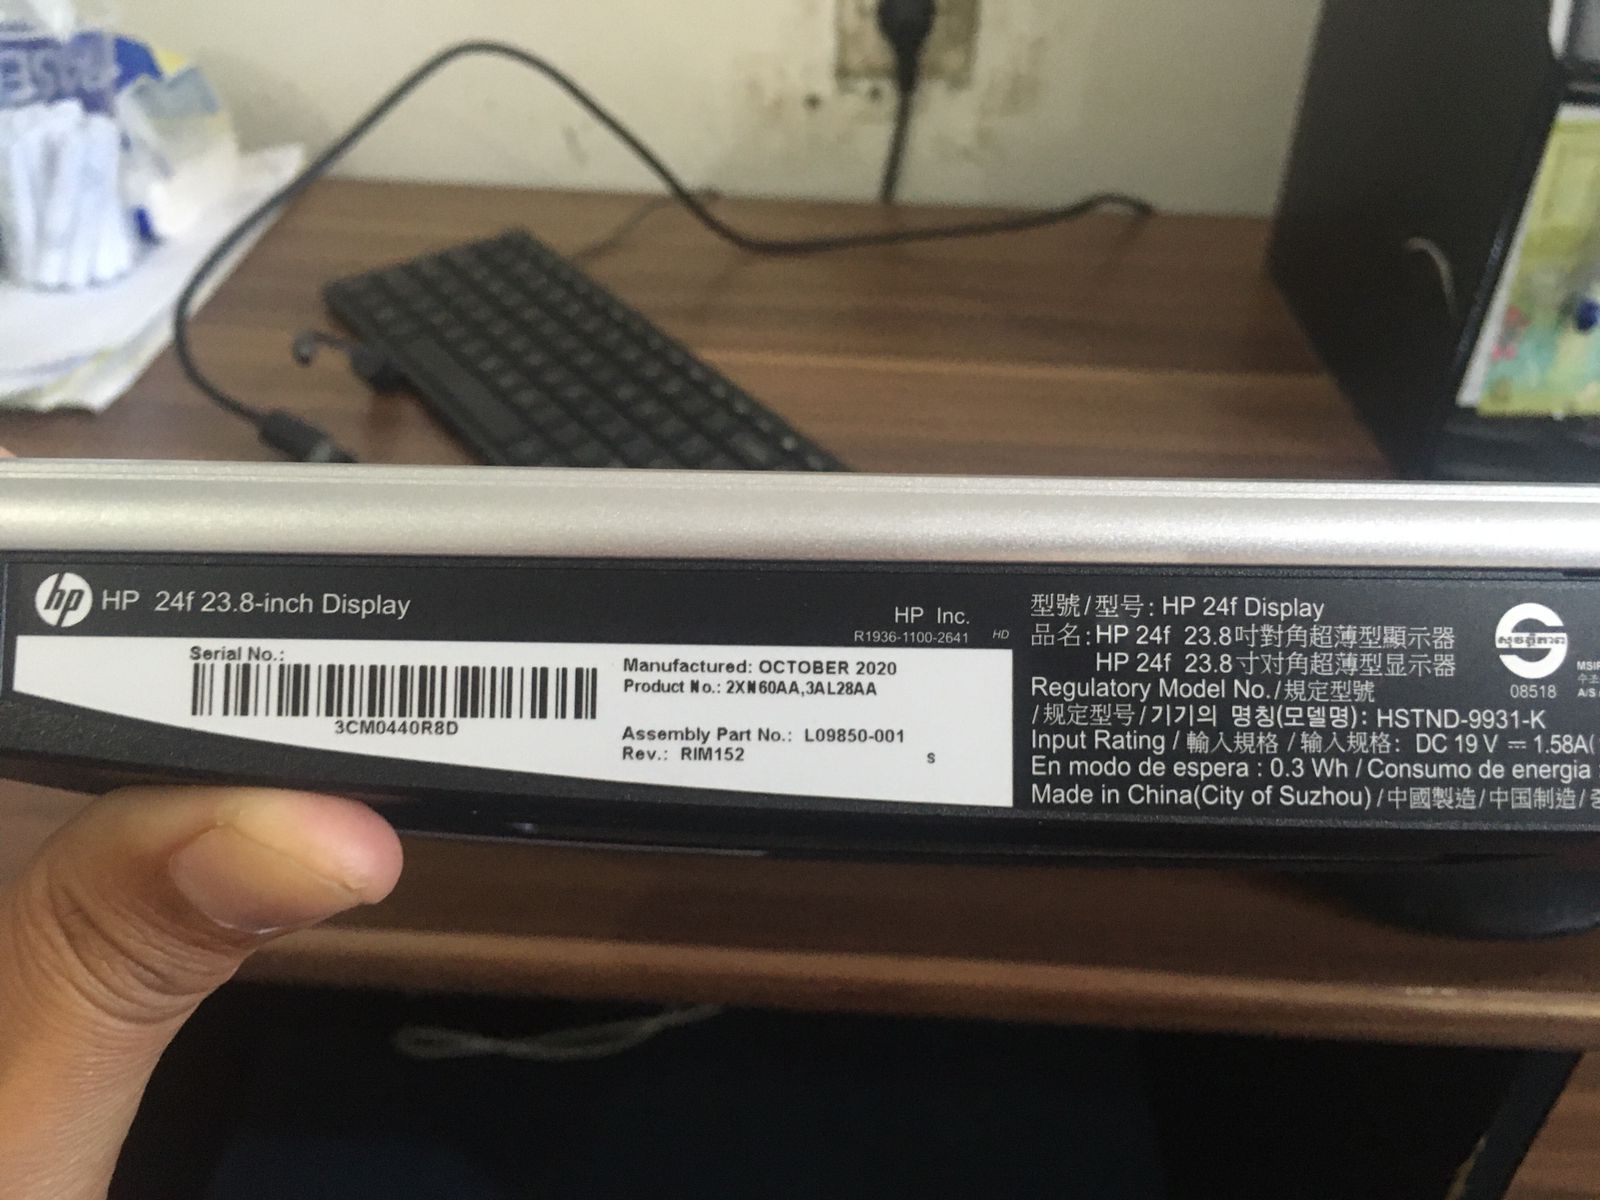 hp HP 24f 23.8-inch Display
HP Inc.
R1936-1100-2641 HD
Serial No.:
3CM0440R8D
Manufactured: OCTOBER 2020
Product No.: 2XN60AA,3AL28AA
Assembly Part No.: L09850-001
Rev.: RIM152
s
型號/型号: HP 24f Display
品名: HP 24f 23.8吋對角超薄型顯示器
HP 24f 23.8寸对角超薄型显示器
Regulatory Model No./規定型號
/规定型号/기기의 명칭(모델명): HSTND-9931-K
Input Rating / 輸入規格 / 输入规格: DC 19 V ⎓ 1.58A(
En modo de espera : 0.3 Wh / Consumo de energia :
Made in China(City of Suzhou)/中國製造/中国制造/
08518
MSIP
수조
A/S